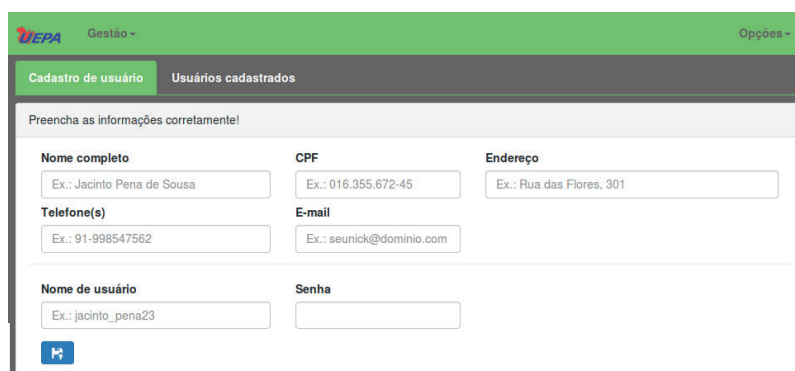 UEPA Gestão Opções
Cadastro de usuário Usuários cadastrados
Preencha as informações corretamente!
Nome completo CPF Endereço
Ex.: Jacinto Pena de Sousa Ex.: 016.355.672-45 Ex.: Rua das Flores, 301
Telefone(s) E-mail
Ex.: 91-998547562 Ex.: seunick@dominio.com
Nome de usuário Senha
Ex.: jacinto_pena23